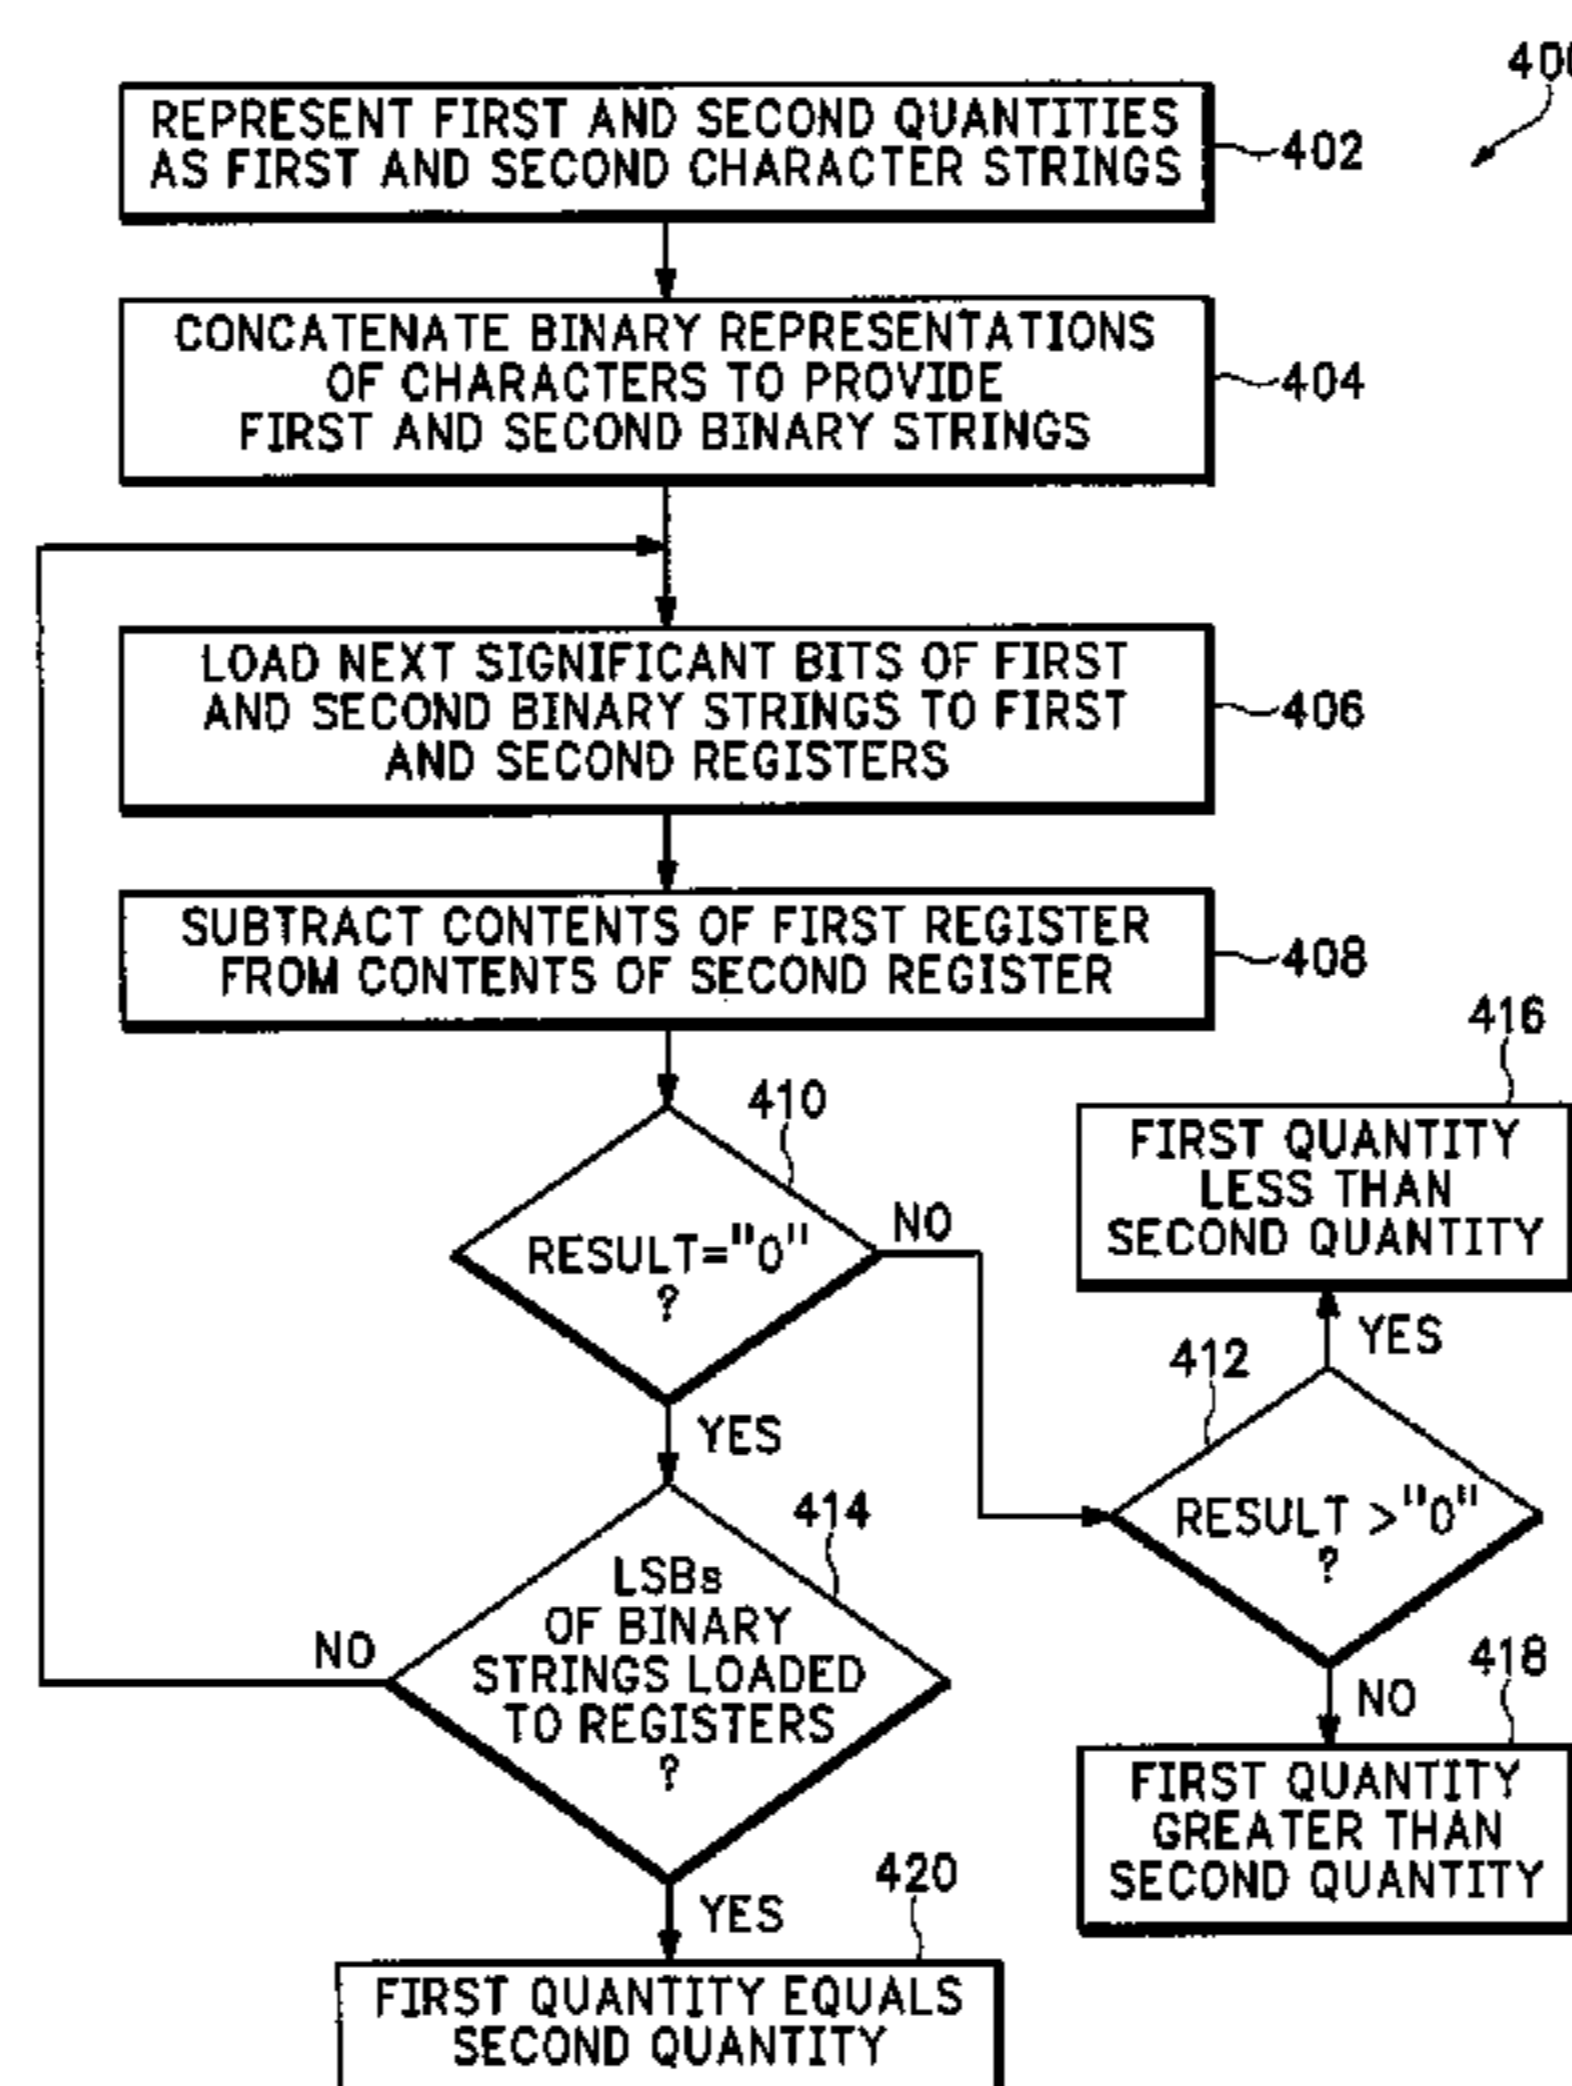 400
REPRESENT FIRST AND SECOND QUANTITIES
AS FIRST AND SECOND CHARACTER STRINGS
402
CONCATENATE BINARY REPRESENTATIONS
OF CHARACTERS TO PROVIDE
FIRST AND SECOND BINARY STRINGS
404
LOAD NEXT SIGNIFICANT BITS OF FIRST
AND SECOND BINARY STRINGS TO FIRST
AND SECOND REGISTERS
406
SUBTRACT CONTENTS OF FIRST REGISTER
FROM CONTENTS OF SECOND REGISTER
408
410
RESULT="0"
?
NO
YES
416
FIRST QUANTITY
LESS THAN
SECOND QUANTITY
YES
412
RESULT >"0"
?
NO
418
FIRST QUANTITY
GREATER THAN
SECOND QUANTITY
414
LSBs
OF BINARY
STRINGS LOADED
TO REGISTERS
?
NO
YES
420
FIRST QUANTITY EQUALS
SECOND QUANTITY